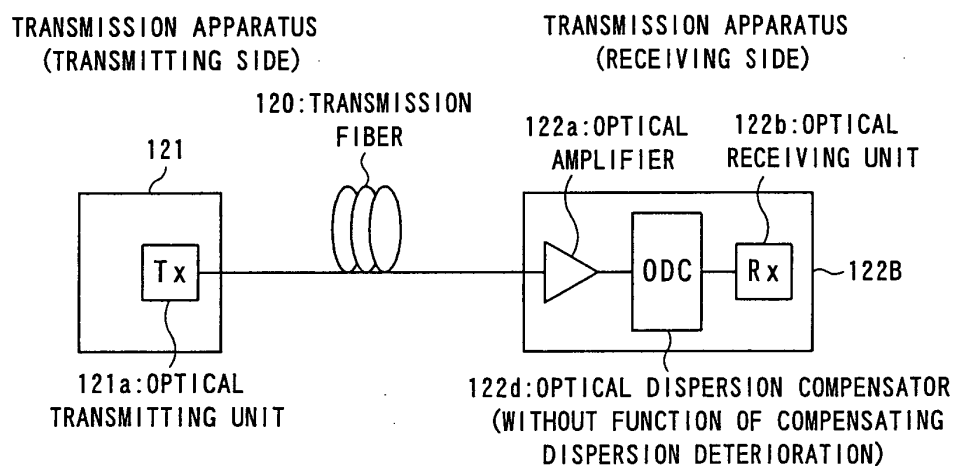 TRANSMISSION APPARATUS
(TRANSMITTING SIDE)
TRANSMISSION APPARATUS
(RECEIVING SIDE)
120:TRANSMISSION
FIBER
122a:OPTICAL
AMPLIFIER
122b:OPTICAL
RECEIVING UNIT
121
Tx
ODC
Rx
122B
121a:OPTICAL
TRANSMITTING UNIT
122d:OPTICAL DISPERSION COMPENSATOR
(WITHOUT FUNCTION OF COMPENSATING
DISPERSION DETERIORATION)